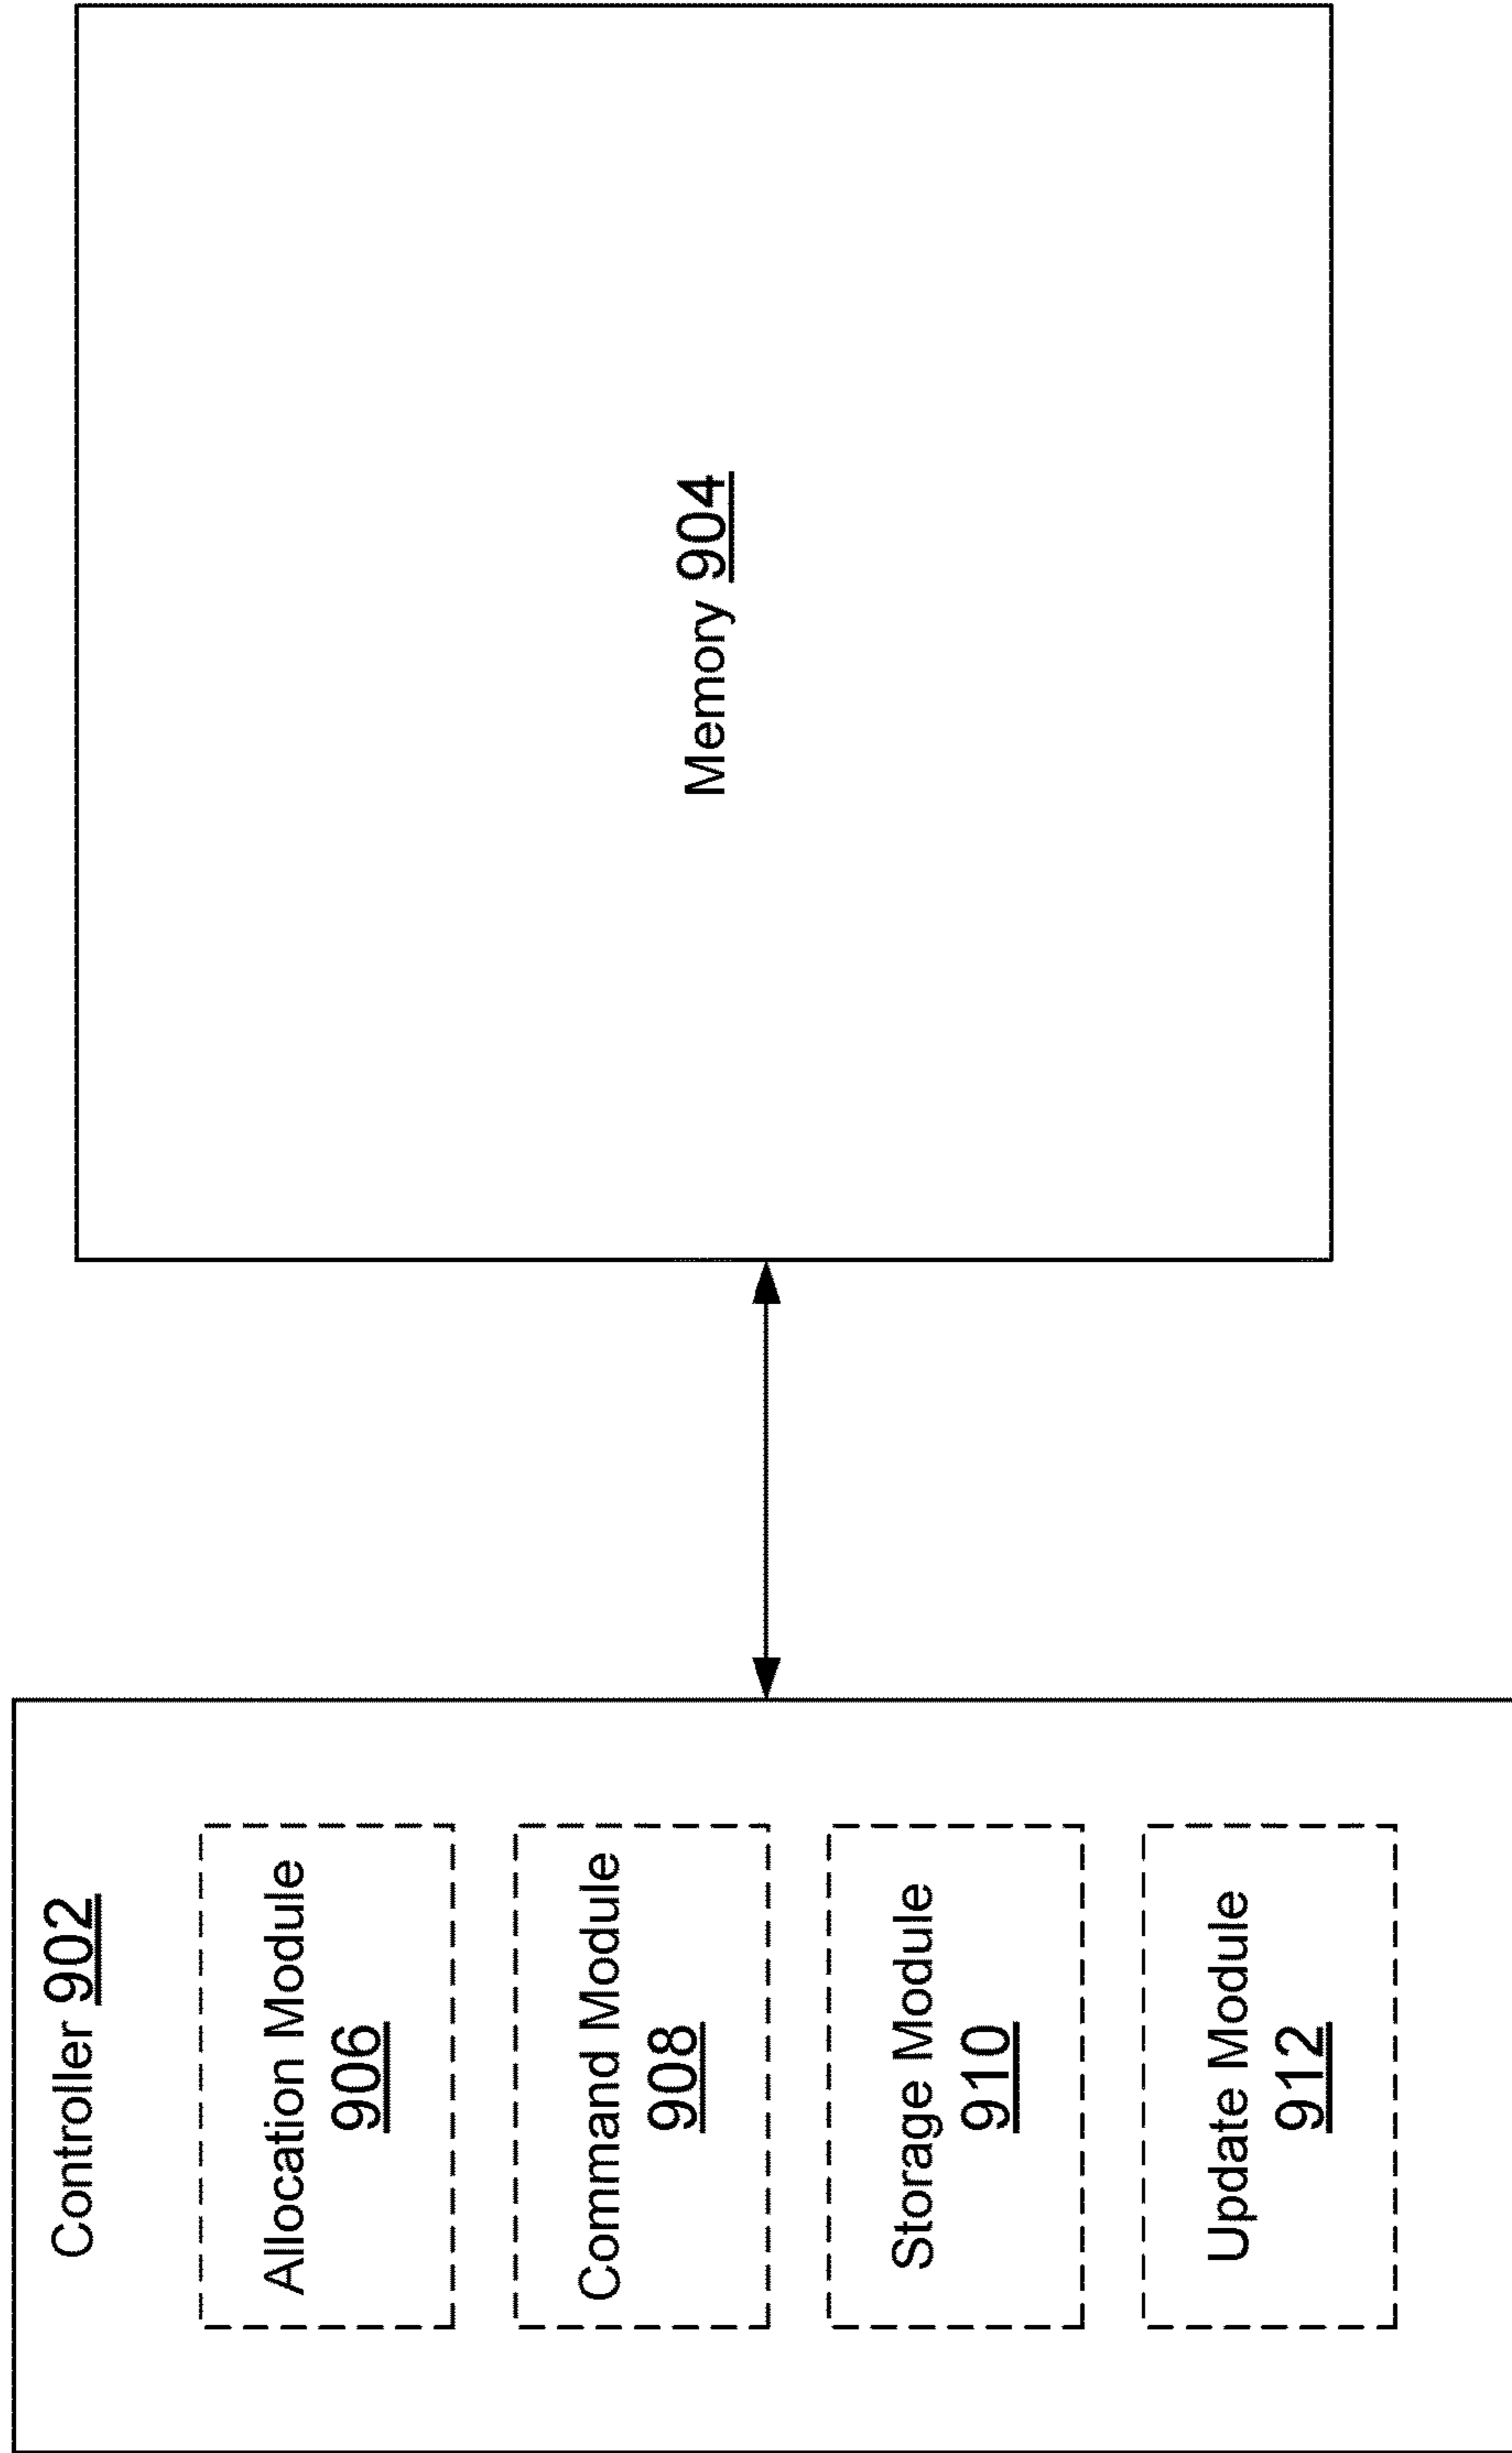 Controller 902
Allocation Module
906
Command Module
908
Storage Module
910
Update Module
912
Memory 904